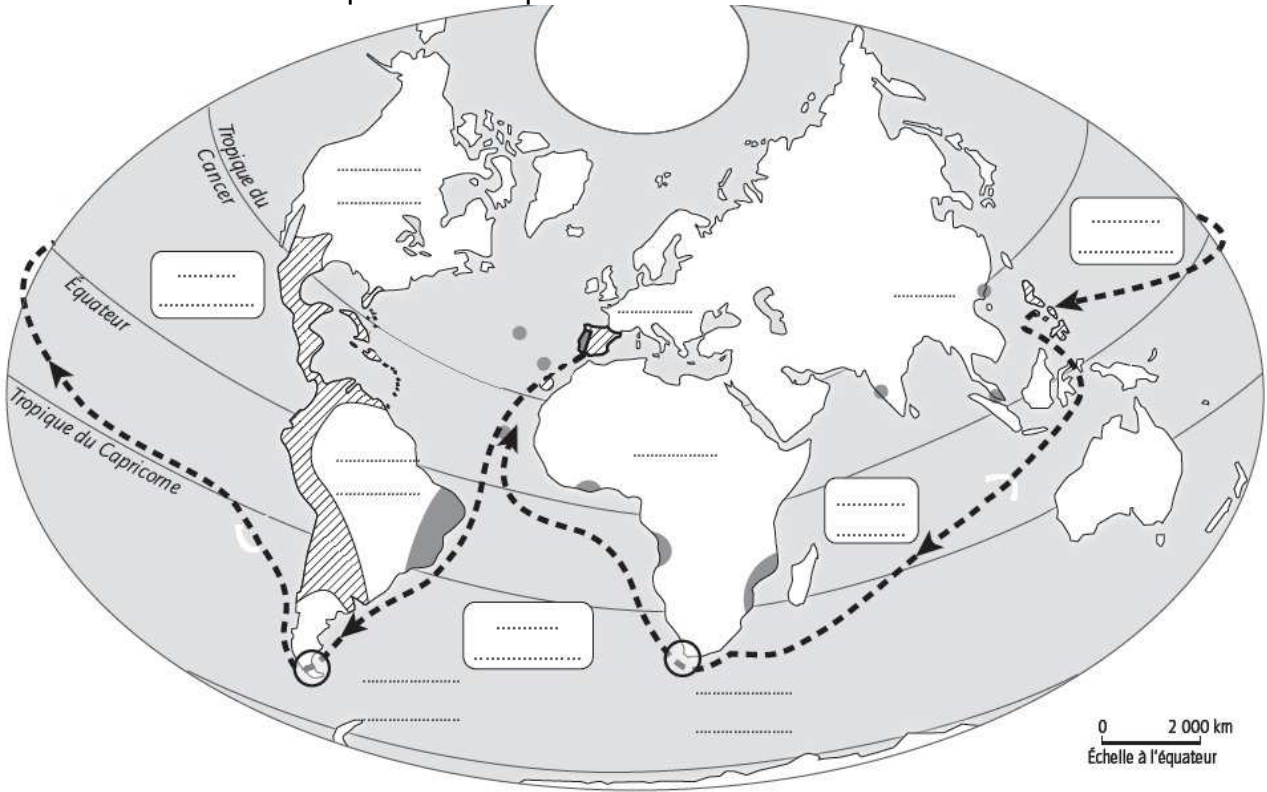 Tropique du
Cancer
Équateur
Tropique du Capricorne
0 2 000 km
Échelle à l'équateur